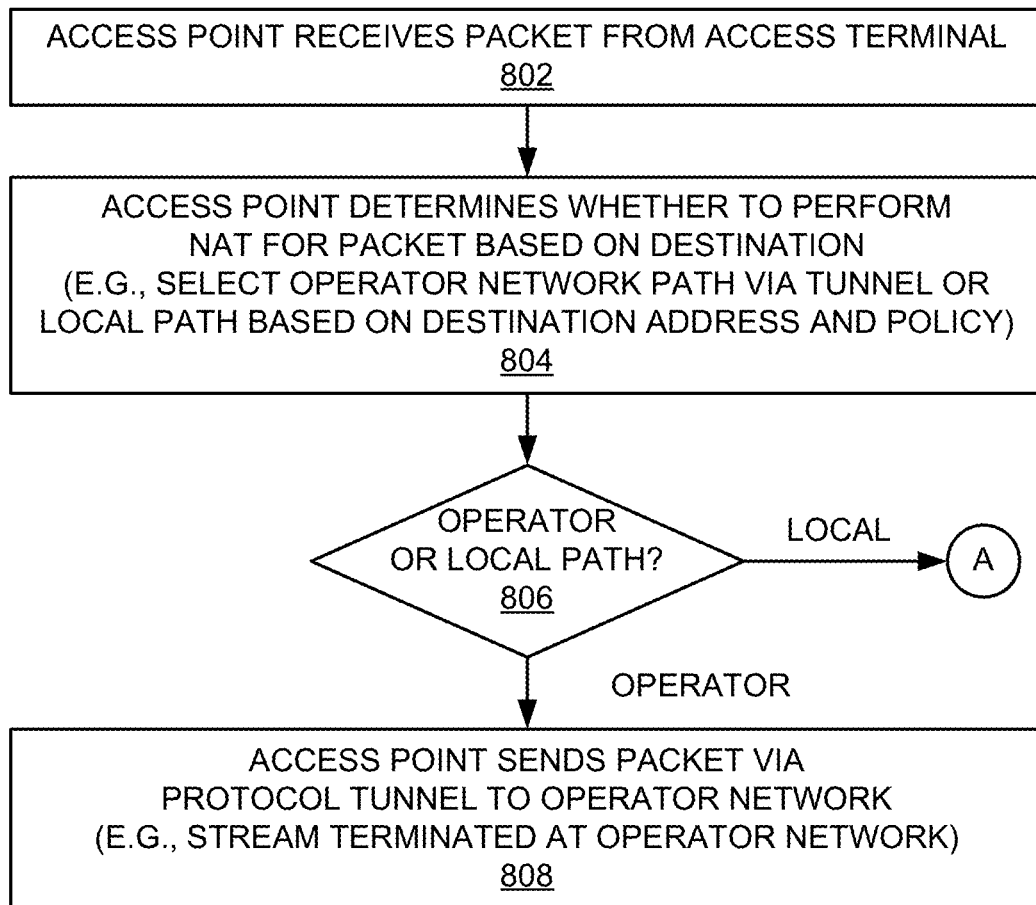 ACCESS POINT RECEIVES PACKET FROM ACCESS TERMINAL
802
ACCESS POINT DETERMINES WHETHER TO PERFORM
NAT FOR PACKET BASED ON DESTINATION
(E.G., SELECT OPERATOR NETWORK PATH VIA TUNNEL OR
LOCAL PATH BASED ON DESTINATION ADDRESS AND POLICY)
804
OPERATOR
OR LOCAL PATH?
806
LOCAL
A
OPERATOR
ACCESS POINT SENDS PACKET VIA
PROTOCOL TUNNEL TO OPERATOR NETWORK
(E.G., STREAM TERMINATED AT OPERATOR NETWORK)
808